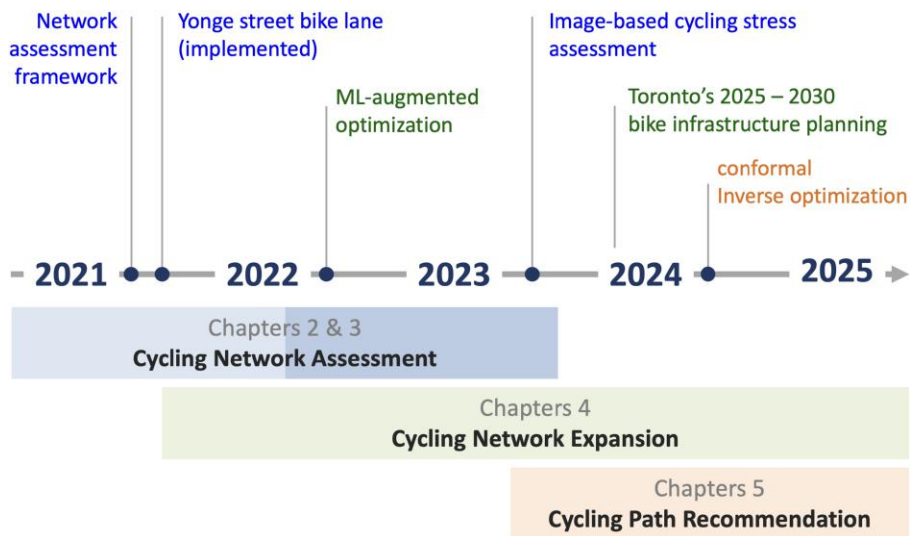 Network
assessment
framework
Yonge street bike lane
(implemented)
ML-augmented
optimization
Image-based cycling stress
assessment
Toronto's 2025 – 2030
bike infrastructure planning
conformal
Inverse optimization
2021
2022
2023
2024
2025
Chapters 2 & 3
Cycling Network Assessment
Chapters 4
Cycling Network Expansion
Chapters 5
Cycling Path Recommendation